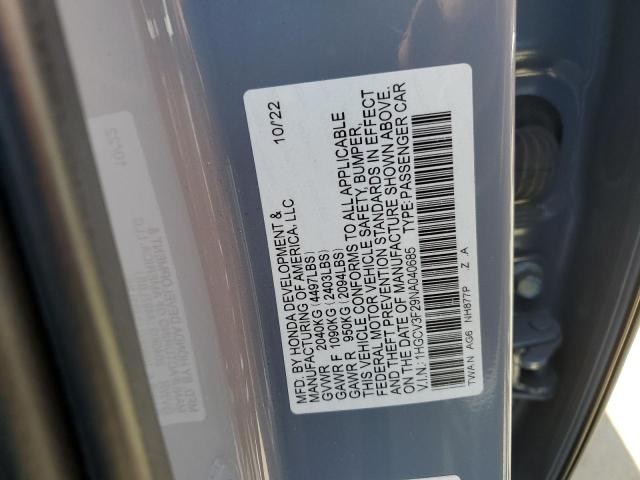 MFD. BY HONDA DEVELOPMENT & 10/22
MANUFACTURING OF AMERICA, LLC
GVWR 2040KG (4497LBS)
GAWR F 1090KG (2403LBS)
GAWR R 950KG (2094LBS)
THIS VEHICLE CONFORMS TO ALL APPLICABLE
FEDERAL MOTOR VEHICLE SAFETY, BUMPER,
AND THEFT PREVENTION STANDARDS IN EFFECT
ON THE DATE OF MANUFACTURE SHOWN ABOVE.
V.I.N.: 1HGCV3F29NA040685 TYPE: PASSENGER CAR
TWAN AG6 NH877P Z A